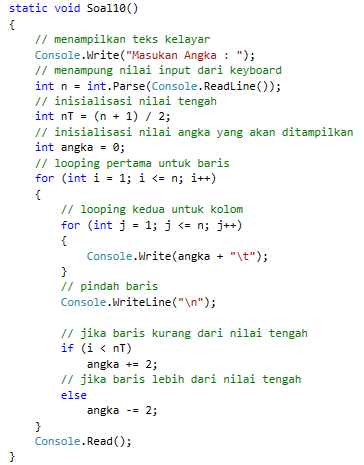 static void Soal10()
{
    // menampilkan teks kelayar
    Console.Write("Masukan Angka : ");
    // menampung nilai input dari keyboard
    int n = int.Parse(Console.ReadLine());
    // inisialisasi nilai tengah
    int nT = (n + 1) / 2;
    // inisialisasi nilai angka yang akan ditampilkan
    int angka = 0;
    // looping pertama untuk baris
    for (int i = 1; i <= n; i++)
    {
        // looping kedua untuk kolom
        for (int j = 1; j <= n; j++)
        {
            Console.Write(angka + "\t");
        }
        // pindah baris
        Console.WriteLine("\n");

        // jika baris kurang dari nilai tengah
        if (i < nT)
            angka += 2;
        // jika baris lebih dari nilai tengah
        else
            angka -= 2;
    }
    Console.Read();
}